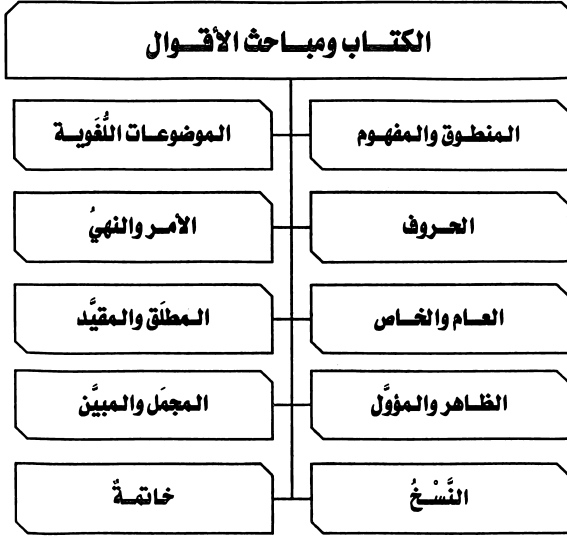 الكتاب ومباحث الأقوال
المنطوق والمفهوم
الموضوعات اللُّغَوية
الحروف
الأمر والنهيُ
العام والخاص
المطلَق والمقيَّد
الظاهر والمؤوَّل
المجمَل والمبيَّن
النَّسْخُ
خاتمةٌ